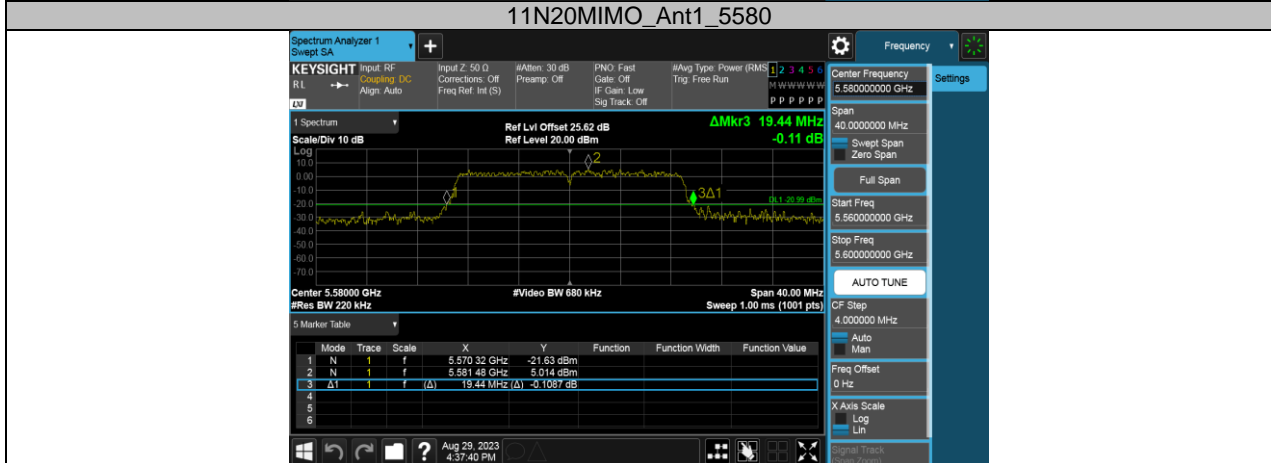 11N20MIMO_Ant1_5580
Spectrum Analyzer 1
Swept SA
+
Frequency
KEYSIGHT
RL
LXI
Input: RF
Coupling: DC
Align: Auto
Input Z: 50 Ω
Corrections: Off
Freq Ref: Int (S)
#Atten: 30 dB
Preamp: Off
PNO: Fast
Gate: Off
IF Gain: Low
Sig Track: Off
#Avg Type: Power (RMS
Trig: Free Run
1 2 3 4 5 6
M W W W W W
P P P P P P
1 Spectrum
Scale/Div 10 dB
Ref Lvl Offset 25.62 dB
Ref Level 20.00 dBm
ΔMkr3 19.44 MHz
-0.11 dB
Log
10.0
0.00
-10.0
-20.0
-30.0
-40.0
-50.0
-60.0
-70.0
1
2
3Δ1
DL1 -20.99 dBm
Center 5.58000 GHz
#Res BW 220 kHz
#Video BW 680 kHz
Span 40.00 MHz
Sweep 1.00 ms (1001 pts)
5 Marker Table
Mode Trace Scale X Y Function Function Width Function Value
1 N 1 f 5.570 32 GHz -21.63 dBm
2 N 1 f 5.581 48 GHz 5.014 dBm
3 Δ1 1 f (Δ) 19.44 MHz (Δ) -0.1087 dB
4
5
6
?
Aug 29, 2023
4:37:40 PM
Center Frequency
5.580000000 GHz
Settings
Span
40.0000000 MHz
Swept Span
Zero Span
Full Span
Start Freq
5.560000000 GHz
Stop Freq
5.600000000 GHz
AUTO TUNE
CF Step
4.000000 MHz
Auto
Man
Freq Offset
0 Hz
X Axis Scale
Log
Lin
Signal Track
(Span Zoom)